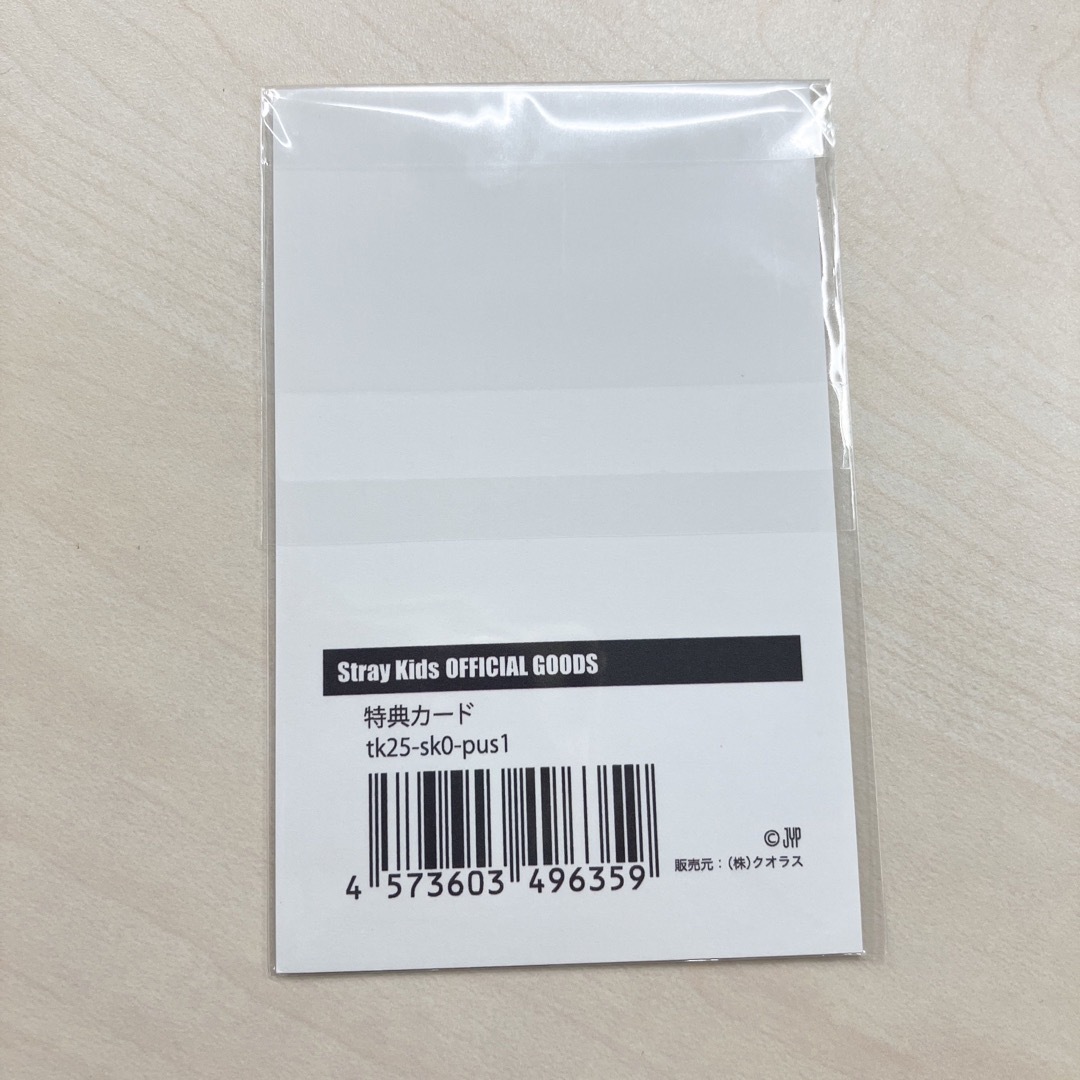 Stray Kids OFFICIAL GOODS
特典カード
tk25-sk0-pus1
4 573603 496359
© JYP
販売元：(株)クオラス